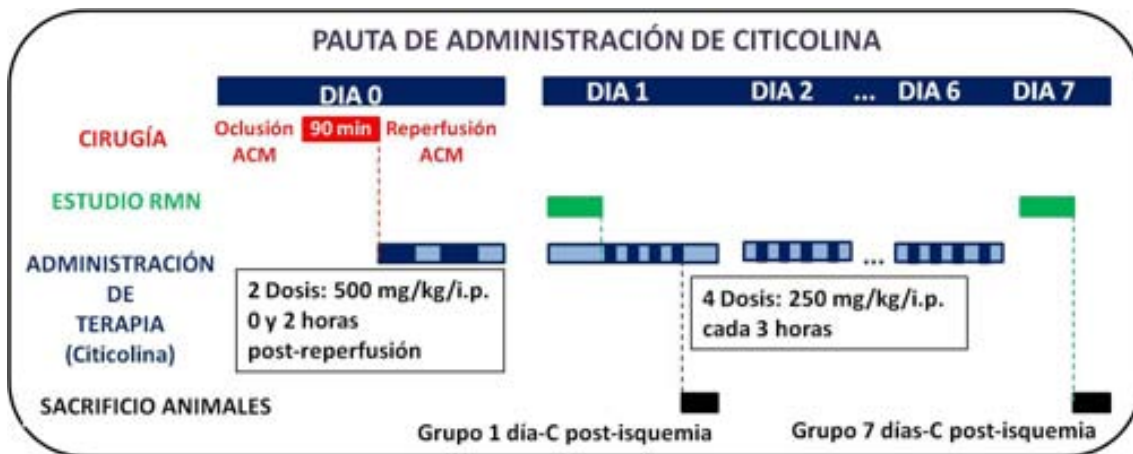 PAUTA DE ADMINISTRACIÓN DE CITICOLINA
DIA 0
DIA 1
DIA 2
...
DIA 6
DIA 7
CIRUGÍA
Oclusión
ACM
90 min
Reperfusión
ACM
ESTUDIO RMN
ADMINISTRACIÓN
DE
TERAPIA
(Citicolina)
2 Dosis: 500 mg/kg/i.p.
0 y 2 horas
post-reperfusión
...
4 Dosis: 250 mg/kg/i.p.
cada 3 horas
SACRIFICIO ANIMALES
Grupo 1 día-C post-isquemia
Grupo 7 días-C post-isquemia